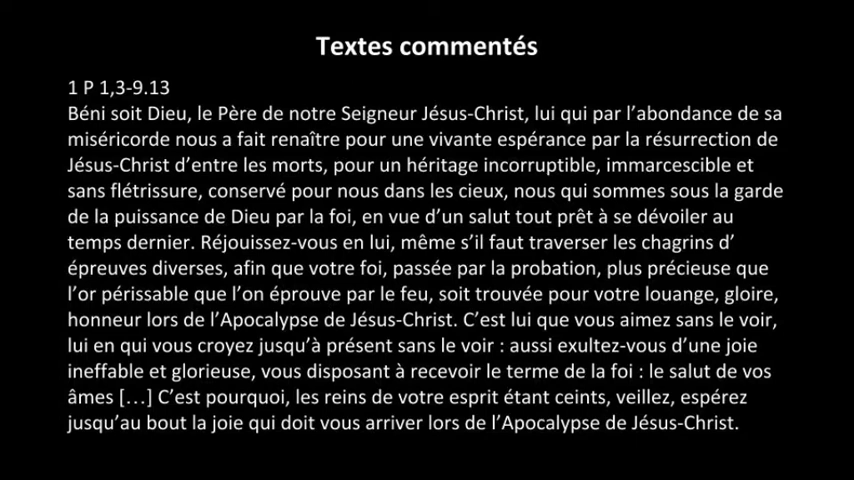 Textes commentés
1 P 1,3-9.13
Béni soit Dieu, le Père de notre Seigneur Jésus-Christ, lui qui par l’abondance de sa
miséricorde nous a fait renaître pour une vivante espérance par la résurrection de
Jésus-Christ d’entre les morts, pour un héritage incorruptible, immarcescible et
sans flétrissure, conservé pour nous dans les cieux, nous qui sommes sous la garde
de la puissance de Dieu par la foi, en vue d’un salut tout prêt à se dévoiler au
temps dernier. Réjouissez-vous en lui, même s’il faut traverser les chagrins d’
épreuves diverses, afin que votre foi, passée par la probation, plus précieuse que
l’or périssable que l’on éprouve par le feu, soit trouvée pour votre louange, gloire,
honneur lors de l’Apocalypse de Jésus-Christ. C’est lui que vous aimez sans le voir,
lui en qui vous croyez jusqu’à présent sans le voir : aussi exultez-vous d’une joie
ineffable et glorieuse, vous disposant à recevoir le terme de la foi : le salut de vos
âmes […] C’est pourquoi, les reins de votre esprit étant ceints, veillez, espérez
jusqu’au bout la joie qui doit vous arriver lors de l’Apocalypse de Jésus-Christ.